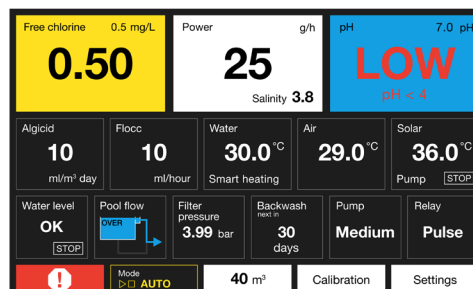 Free chlorine 0.5 mg/L
0.50
Power g/h
25
Salinity 3.8
pH 7.0 pH
LOW
pH < 4
Algicid
10
ml/m³ day
Flocc
10
ml/hour
Water
30.0 °C
Smart heating
Air
29.0 °C
Solar
36.0 °C
Pump STOP
Water level
OK
STOP
Pool flow
OVER
Filter
pressure
3.99 bar
Backwash
next in
30
days
Pump
Medium
Relay
Pulse
!
Mode
AUTO
40 m³
Calibration
Settings